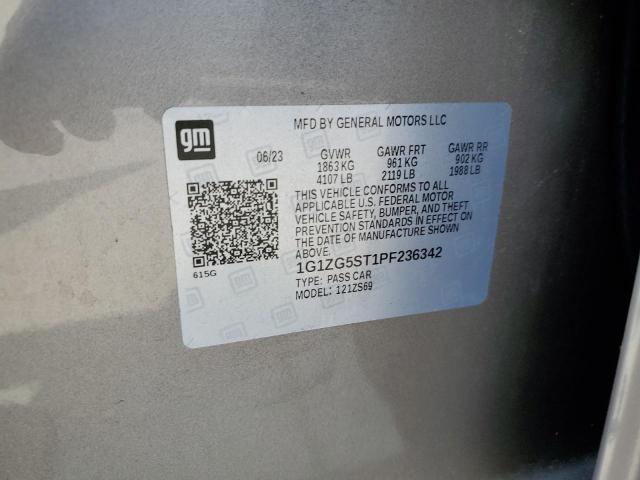 gm
MFD BY GENERAL MOTORS LLC
06/23 GVWR GAWR FRT GAWR RR
1863 KG 961 KG 902 KG
4107 LB 2119 LB 1988 LB
THIS VEHICLE CONFORMS TO ALL
APPLICABLE U.S. FEDERAL MOTOR
VEHICLE SAFETY, BUMPER, AND THEFT
PREVENTION STANDARDS IN EFFECT ON
THE DATE OF MANUFACTURE SHOWN
ABOVE.
615G
1G1ZG5ST1PF236342
TYPE: PASS CAR
MODEL: 121ZS69